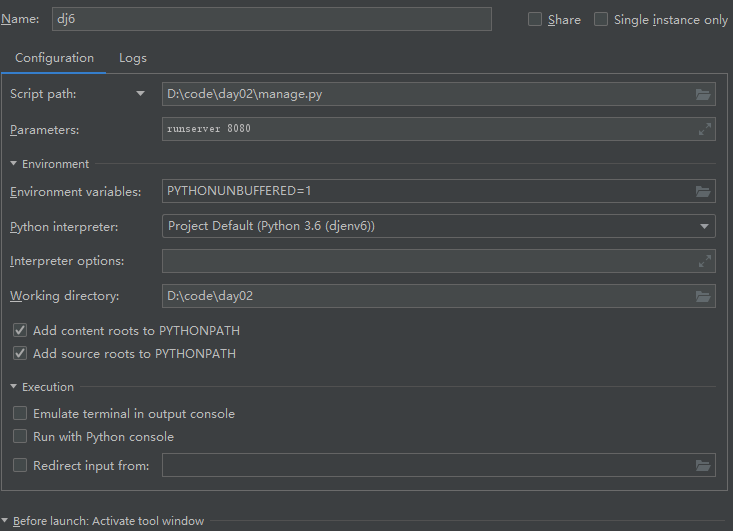 Name: dj6 Share Single instance only
Configuration Logs
Script path: D:\code\day02\manage.py
Parameters: runserver 8080
Environment
Environment variables: PYTHONUNBUFFERED=1
Python interpreter: Project Default (Python 3.6 (djenv6))
Interpreter options:
Working directory: D:\code\day02
Add content roots to PYTHONPATH
Add source roots to PYTHONPATH
Execution
Emulate terminal in output console
Run with Python console
Redirect input from:
Before launch: Activate tool window